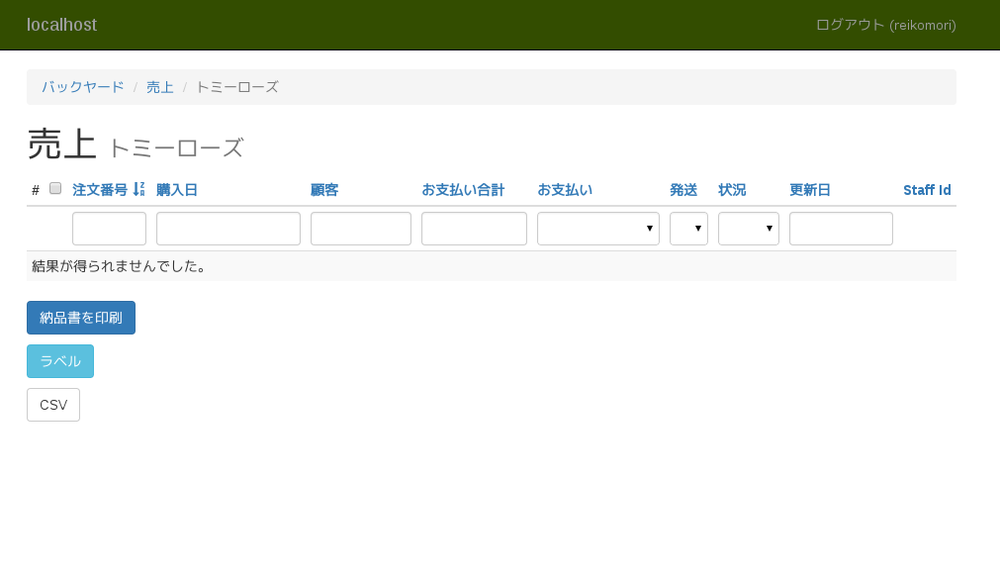 localhost ログアウト (reikomori)
バックヤード / 売上 / トミーローズ
売上 トミーローズ
# 注文番号 購入日 顧客 お支払い合計 お支払い 発送 状況 更新日 Staff Id
結果が得られませんでした。
納品書を印刷
ラベル
CSV